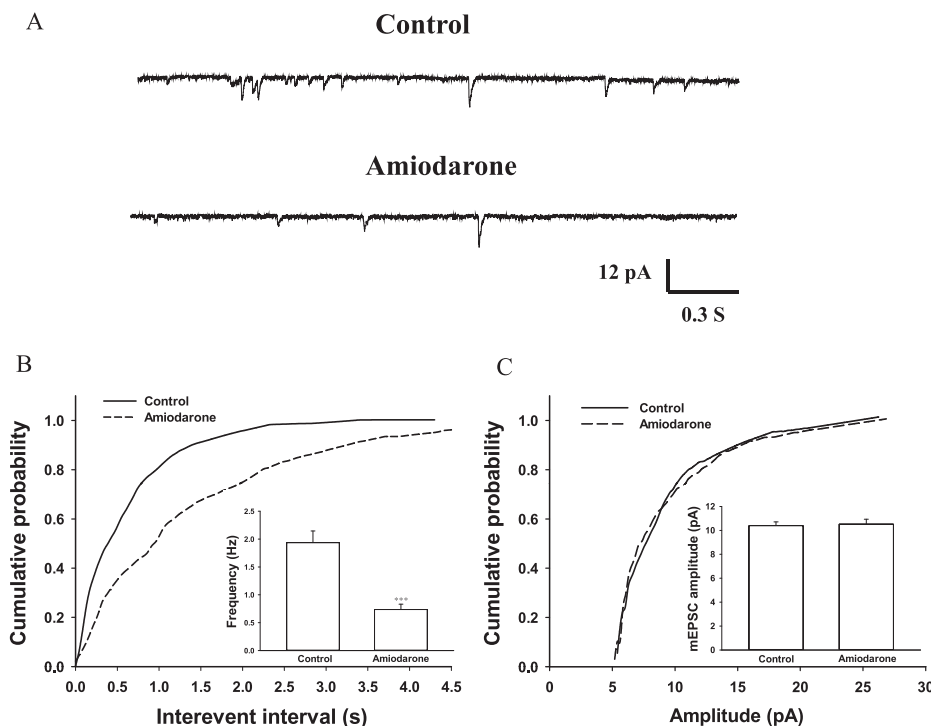 A
Control
Amiodarone
12 pA
0.3 S
B
Control
Amiodarone
Cumulative probability
1.0
0.8
0.6
0.4
0.2
0.0
0.0 0.5 1.0 1.5 2.0 2.5 3.0 3.5 4.0 4.5
Interevent interval (s)
Frequency (Hz)
2.5
2.0
1.5
1.0
0.5
0.0
***
Control Amiodarone
C
Control
Amiodarone
Cumulative probability
1.0
0.8
0.6
0.4
0.2
0.0
0 5 10 15 20 25 30
Amplitude (pA)
mEPSC amplitude (pA)
12
10
8
6
4
2
0
Control Amiodarone